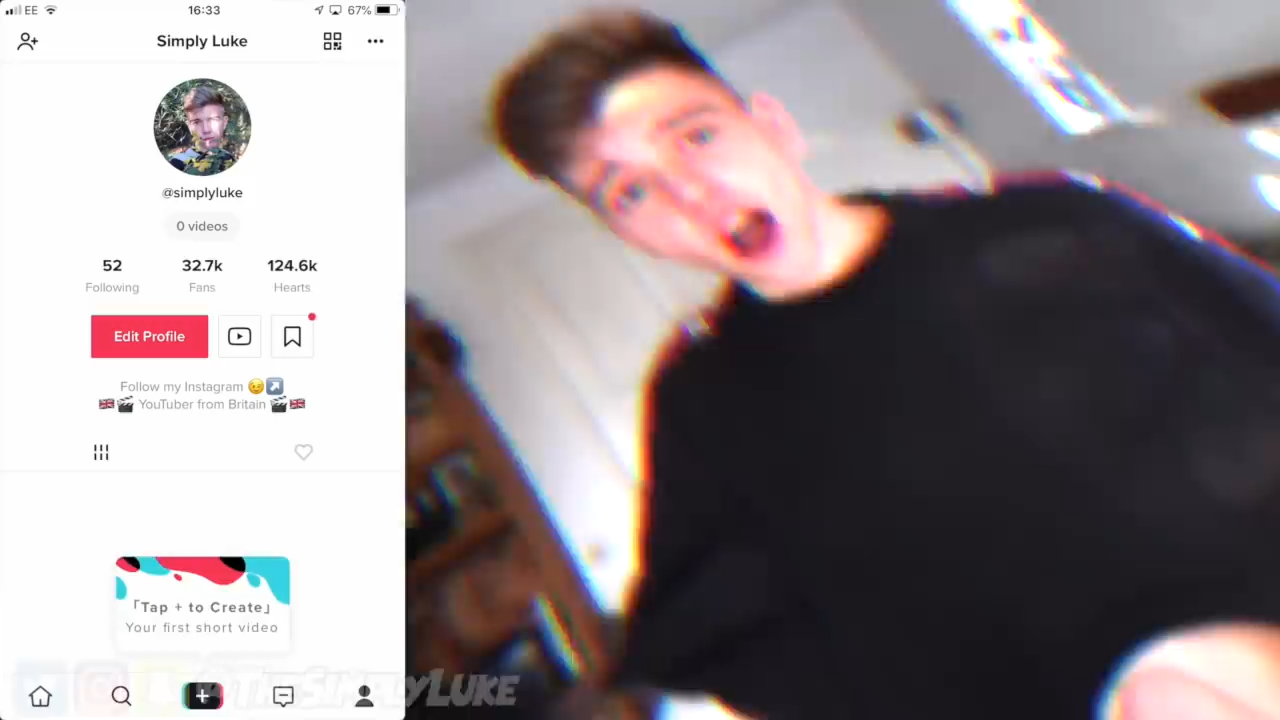 EE 16:33 67%
Simply Luke
@simplyluke
0 videos
52 32.7k 124.6k
Following Fans Hearts
Edit Profile
Follow my Instagram 😉↗️
🇬🇧🎬 YouTuber from Britain 🎬🇬🇧
「Tap + to Create」
Your first short video
@TheSimplyLuke